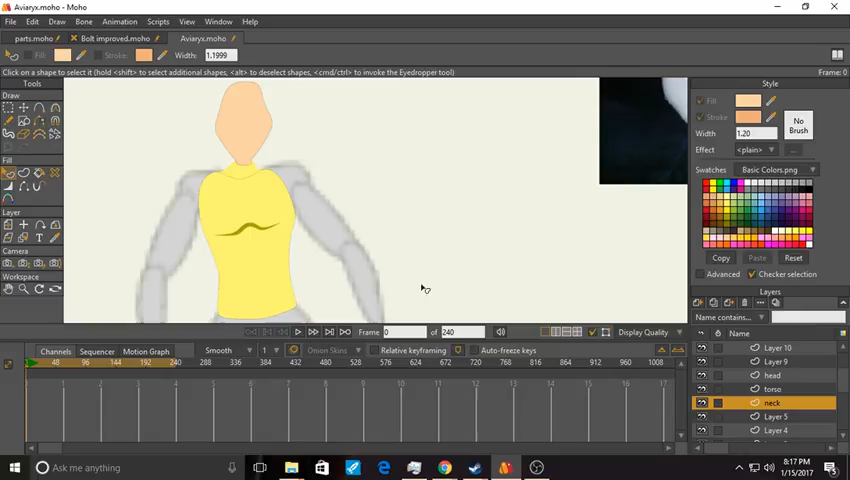 Aviaryx.moho - Moho
File Edit Draw Bone Animation Scripts View Window Help
parts.moho Bolt improved.moho Aviaryx.moho
Fill: Stroke: Width: 1.1999
Click on a shape to select it (hold <shift> to select additional shapes, <alt> to deselect shapes, <cmd/ctrl> to invoke the Eyedropper tool) Frame: 0
Tools
Draw
Fill
Layer
Camera
Workspace
Style
Fill
Stroke
No
Brush
Width 1.20
Effect <plain> ...
Swatches Basic Colors.png
Copy Paste Reset
Advanced Checker selection
Layers
Name contains...
Name
Layer 10
Layer 9
head
torso
neck
Layer 5
Layer 4
Frame 0 of 240 Display Quality
Channels Sequencer Motion Graph Smooth 1 Onion Skins Relative keyframing Auto-freeze keys
48 96 144 192 240 288 336 384 432 480 528 576 624 672 720 768 816 864 912 960 1008
1 2 3 4 5 6 7 8 9 10 11 12 13 14 15 16 17
Ask me anything
8:17 PM
1/15/2017